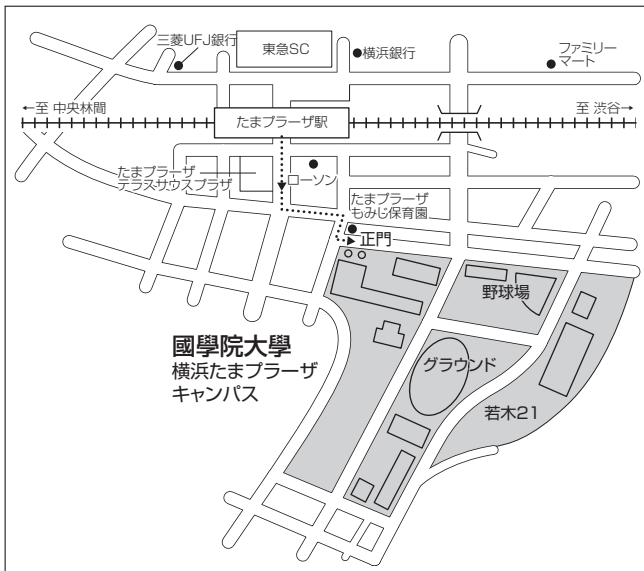 三菱UFJ銀行
東急SC
横浜銀行
ファミリー
マート
←至 中央林間
たまプラーザ駅
至 渋谷→
たまプラーザ
テラスサウスプラザ
ローソン
たまプラーザ
もみじ保育園
正門
野球場
國學院大學
横浜たまプラーザ
キャンパス
グラウンド
若木21